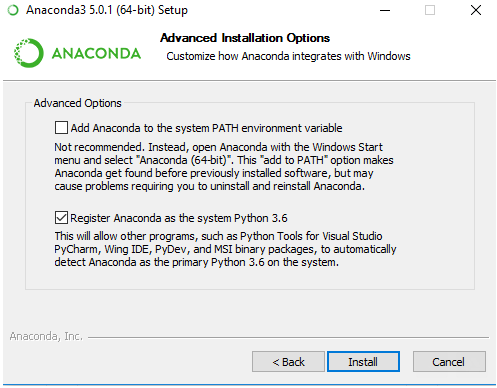 Anaconda3 5.0.1 (64-bit) Setup
ANACONDA
Advanced Installation Options
Customize how Anaconda integrates with Windows
Advanced Options
Add Anaconda to the system PATH environment variable
Not recommended. Instead, open Anaconda with the Windows Start
menu and select "Anaconda (64-bit)". This "add to PATH" option makes
Anaconda get found before previously installed software, but may
cause problems requiring you to uninstall and reinstall Anaconda.
Register Anaconda as the system Python 3.6
This will allow other programs, such as Python Tools for Visual Studio
PyCharm, Wing IDE, PyDev, and MSI binary packages, to automatically
detect Anaconda as the primary Python 3.6 on the system.
Anaconda, Inc.
< Back
Install
Cancel